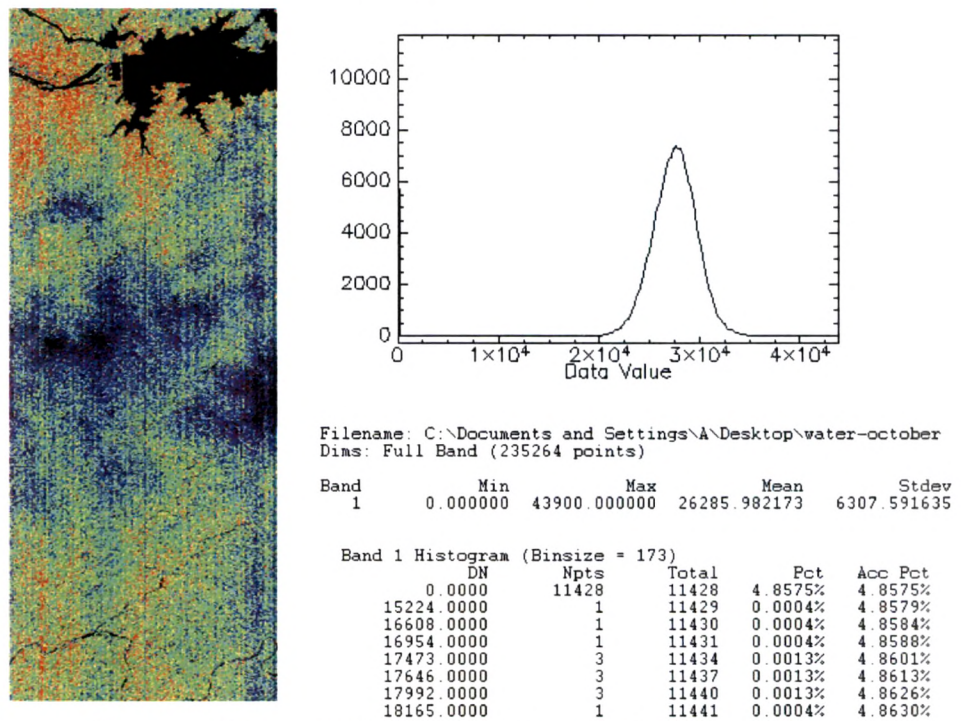 10000
8000
6000
4000
2000
0
0 1×10⁴ 2×10⁴ 3×10⁴ 4×10⁴
Data Value
Filename: C:\Documents and Settings\A\Desktop\water-october
Dims: Full Band (235264 points)
Band Min Max Mean Stdev
1 0.000000 43900.000000 26285.982173 6307.591635
Band 1 Histogram (Binsize = 173)
DN Npts Total Pct Acc Pct
0.0000 11428 11428 4.8575% 4.8575%
15224.0000 1 11429 0.0004% 4.8579%
16608.0000 1 11430 0.0004% 4.8584%
16954.0000 1 11431 0.0004% 4.8588%
17473.0000 3 11434 0.0013% 4.8601%
17646.0000 3 11437 0.0013% 4.8613%
17992.0000 3 11440 0.0013% 4.8626%
18165.0000 1 11441 0.0004% 4.8630%